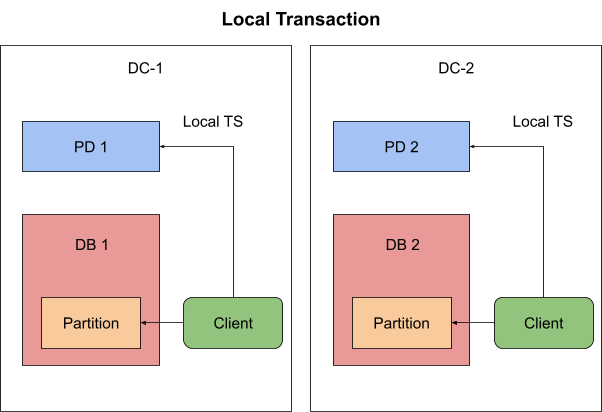 Local Transaction
DC-1
Local TS
PD 1
DB 1
Partition
Client
DC-2
Local TS
PD 2
DB 2
Partition
Client